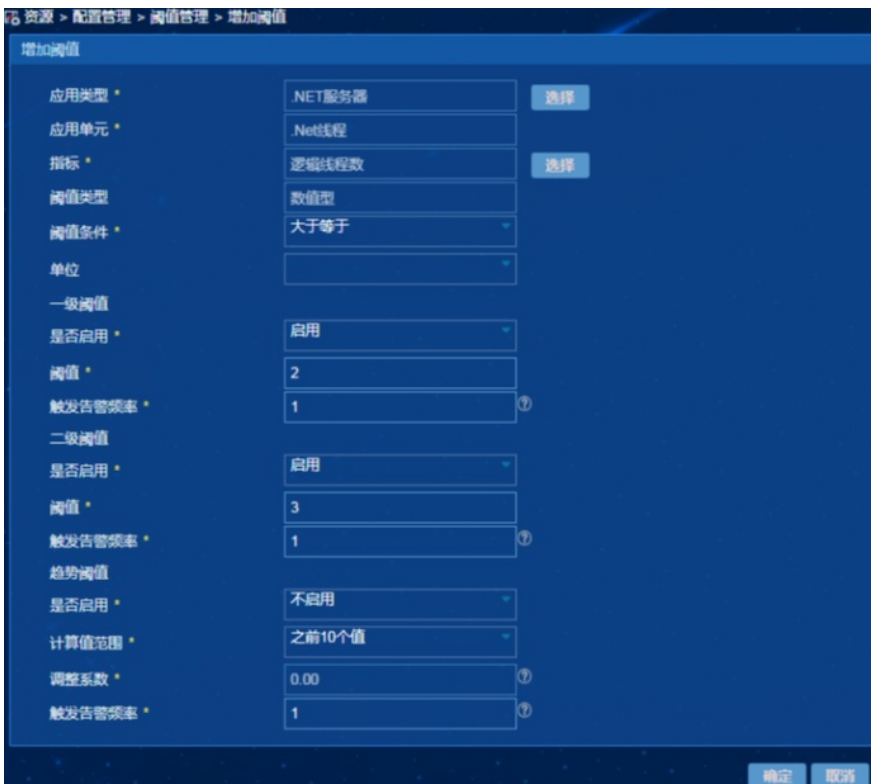 资源 > 配置管理 > 阈值管理 > 增加阈值
增加阈值
应用类型 * .NET服务器 选择
应用单元 * .Net线程
指标 * 逻辑线程数 选择
阈值类型 数值型
阈值条件 * 大于等于
单位
一级阈值
是否启用 * 启用
阈值 * 2
触发告警频率 * 1 ?
二级阈值
是否启用 * 启用
阈值 * 3
触发告警频率 * 1 ?
趋势阈值
是否启用 * 不启用
计算值范围 * 之前10个值
调整系数 * 0.00 ?
触发告警频率 * 1 ?
确定 取消